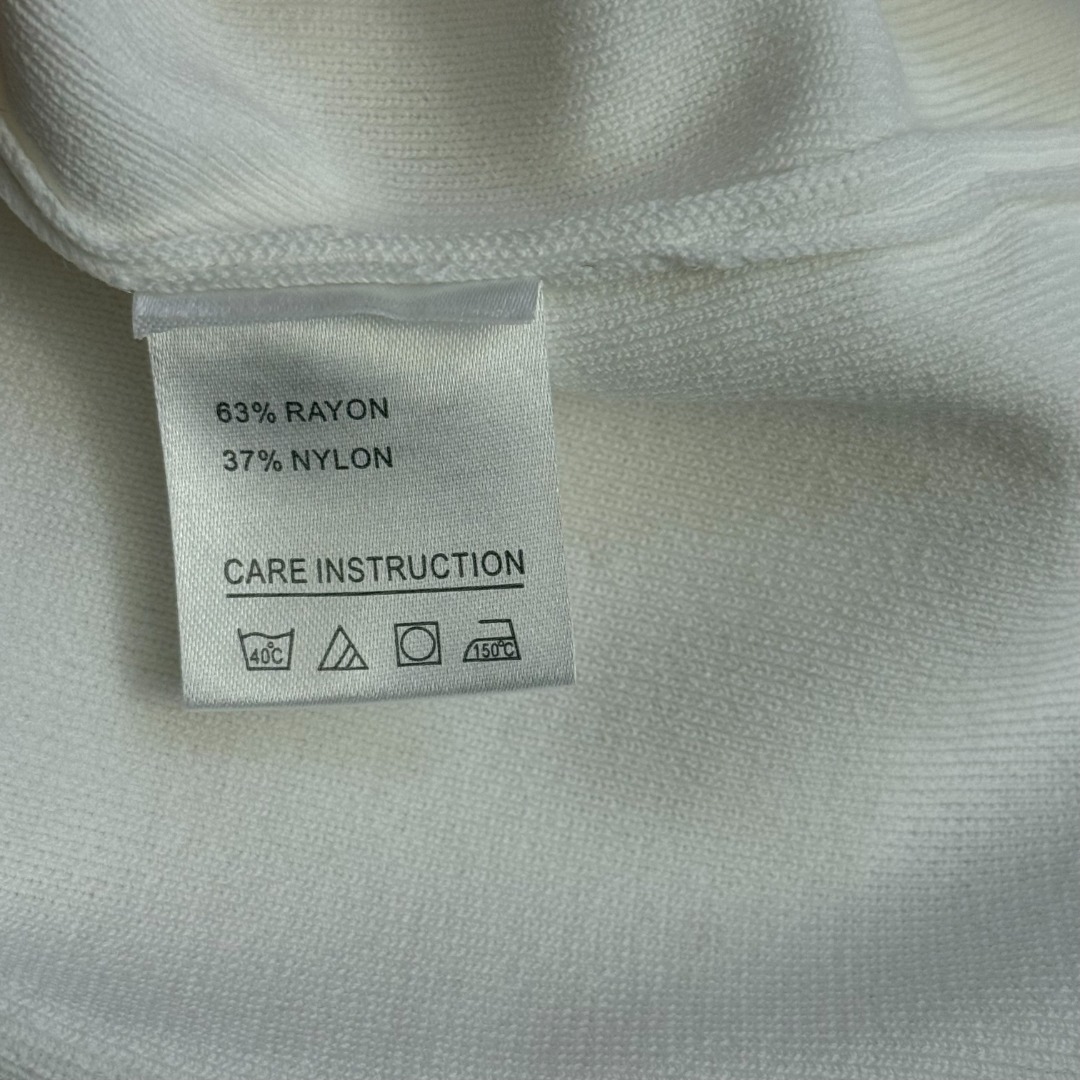 63% RAYON
37% NYLON
CARE INSTRUCTION
40°C 150°C